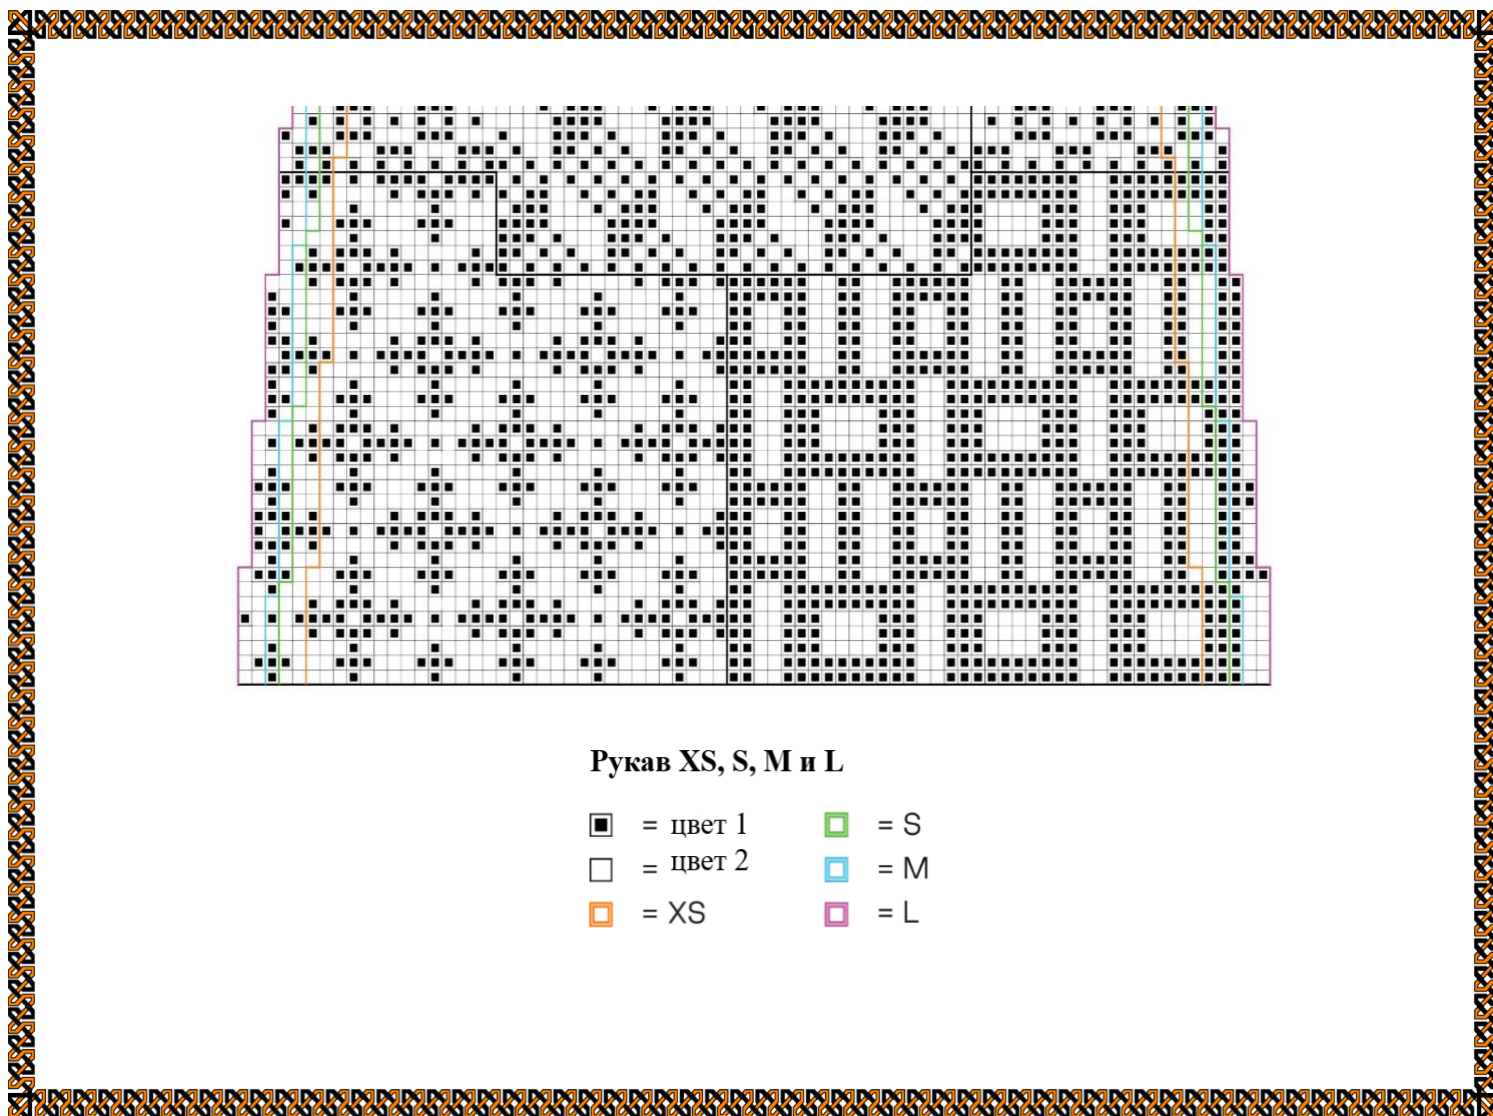 Рукав XS, S, M и L
= цвет 1
= S
= цвет 2
= M
= XS
= L